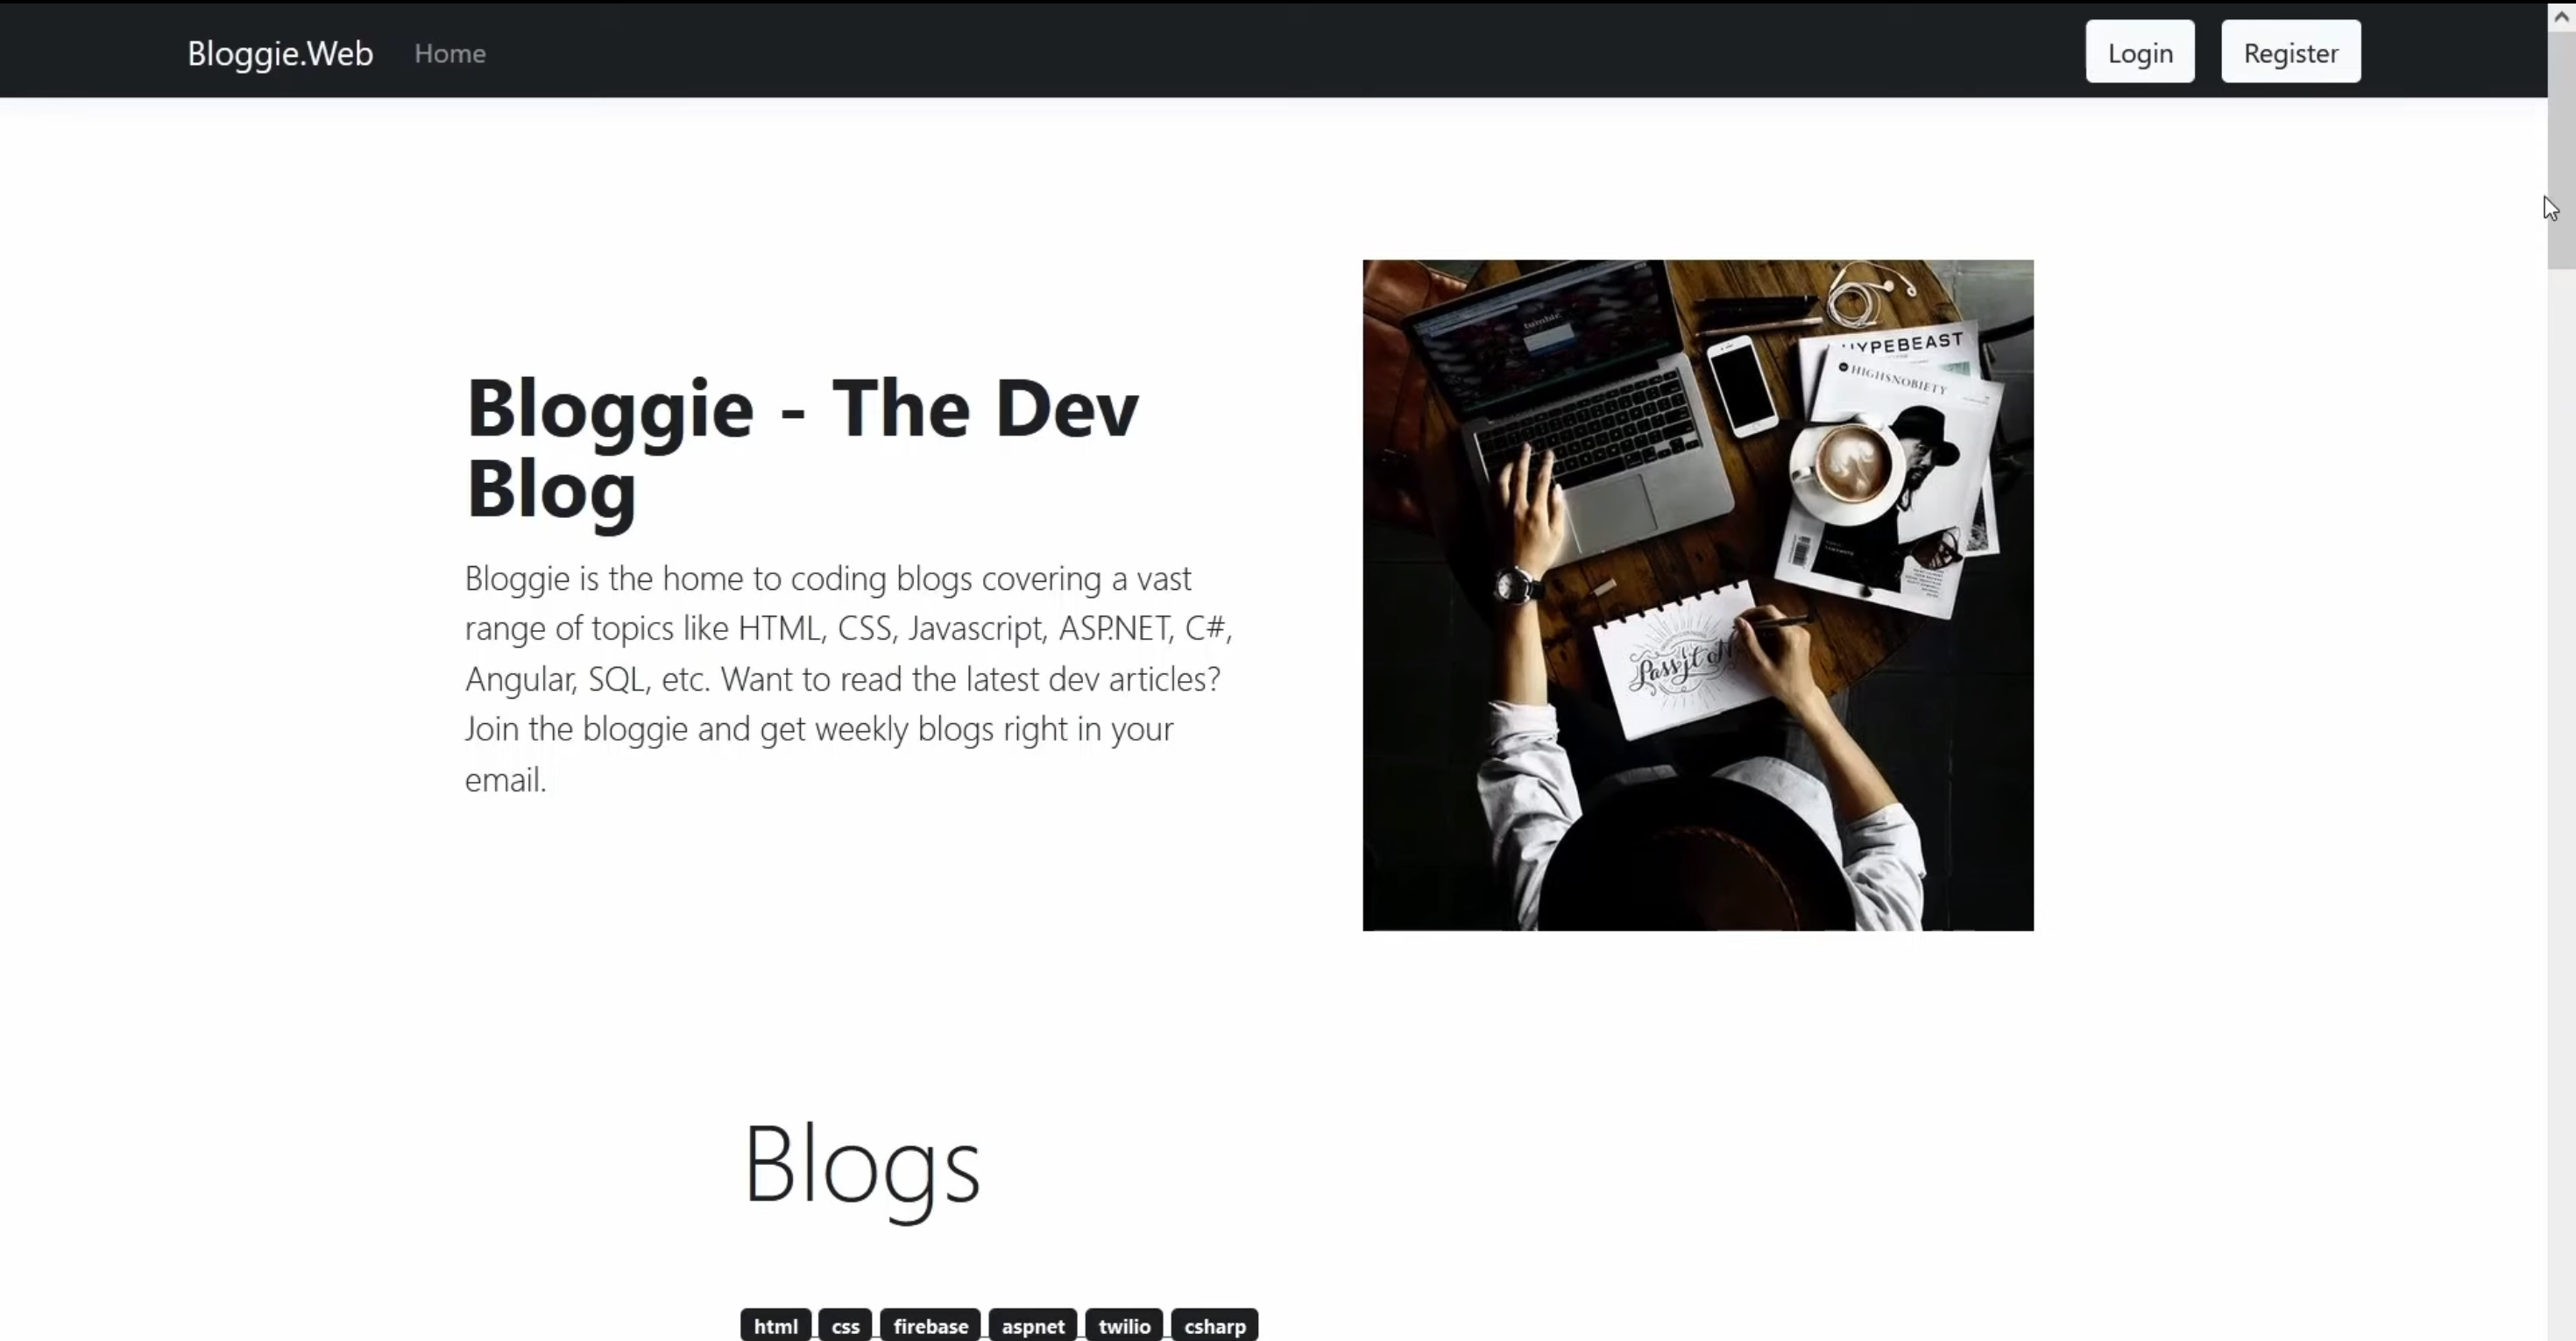 Bloggie.Web Home Login Register
Bloggie - The Dev
Blog
Bloggie is the home to coding blogs covering a vast
range of topics like HTML, CSS, Javascript, ASP.NET, C#,
Angular, SQL, etc. Want to read the latest dev articles?
Join the bloggie and get weekly blogs right in your
email.
tumblr.
HYPEBEAST
HIGHSNOBIETY
Pass it on
Blogs
html css firebase aspnet twilio csharp